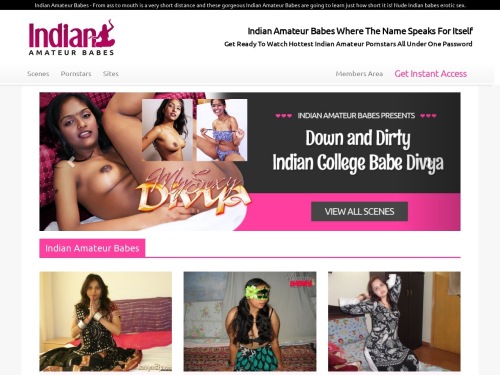 Indian Amateur Babes - From ass to mouth is a very short distance and these gorgeous Indian Amateur Babes are going to learn just how short it is! Nude Indian babes erotic sex.
Indian
AMATEUR BABES
Indian Amateur Babes Where The Name Speaks For Itself
Get Ready To Watch Hottest Indian Amateur Pornstars All Under One Password
Scenes Pornstars Sites Members Area Get Instant Access
INDIAN AMATEUR BABES PRESENTS
Down and Dirty
Indian College Babe Divya
My Sexy
Divya
VIEW ALL SCENES
Indian Amateur Babes